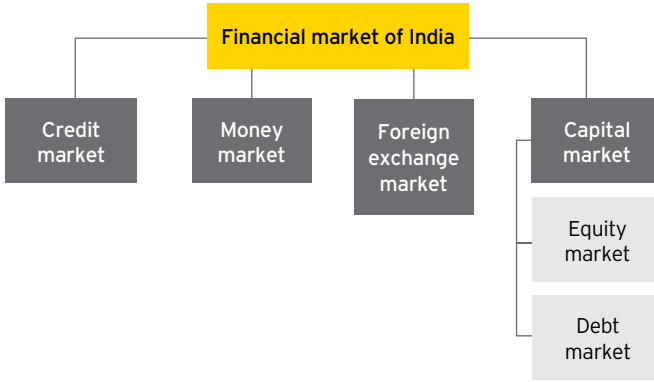 Financial market of India
Credit
market
Money
market
Foreign
exchange
market
Capital
market
Equity
market
Debt
market